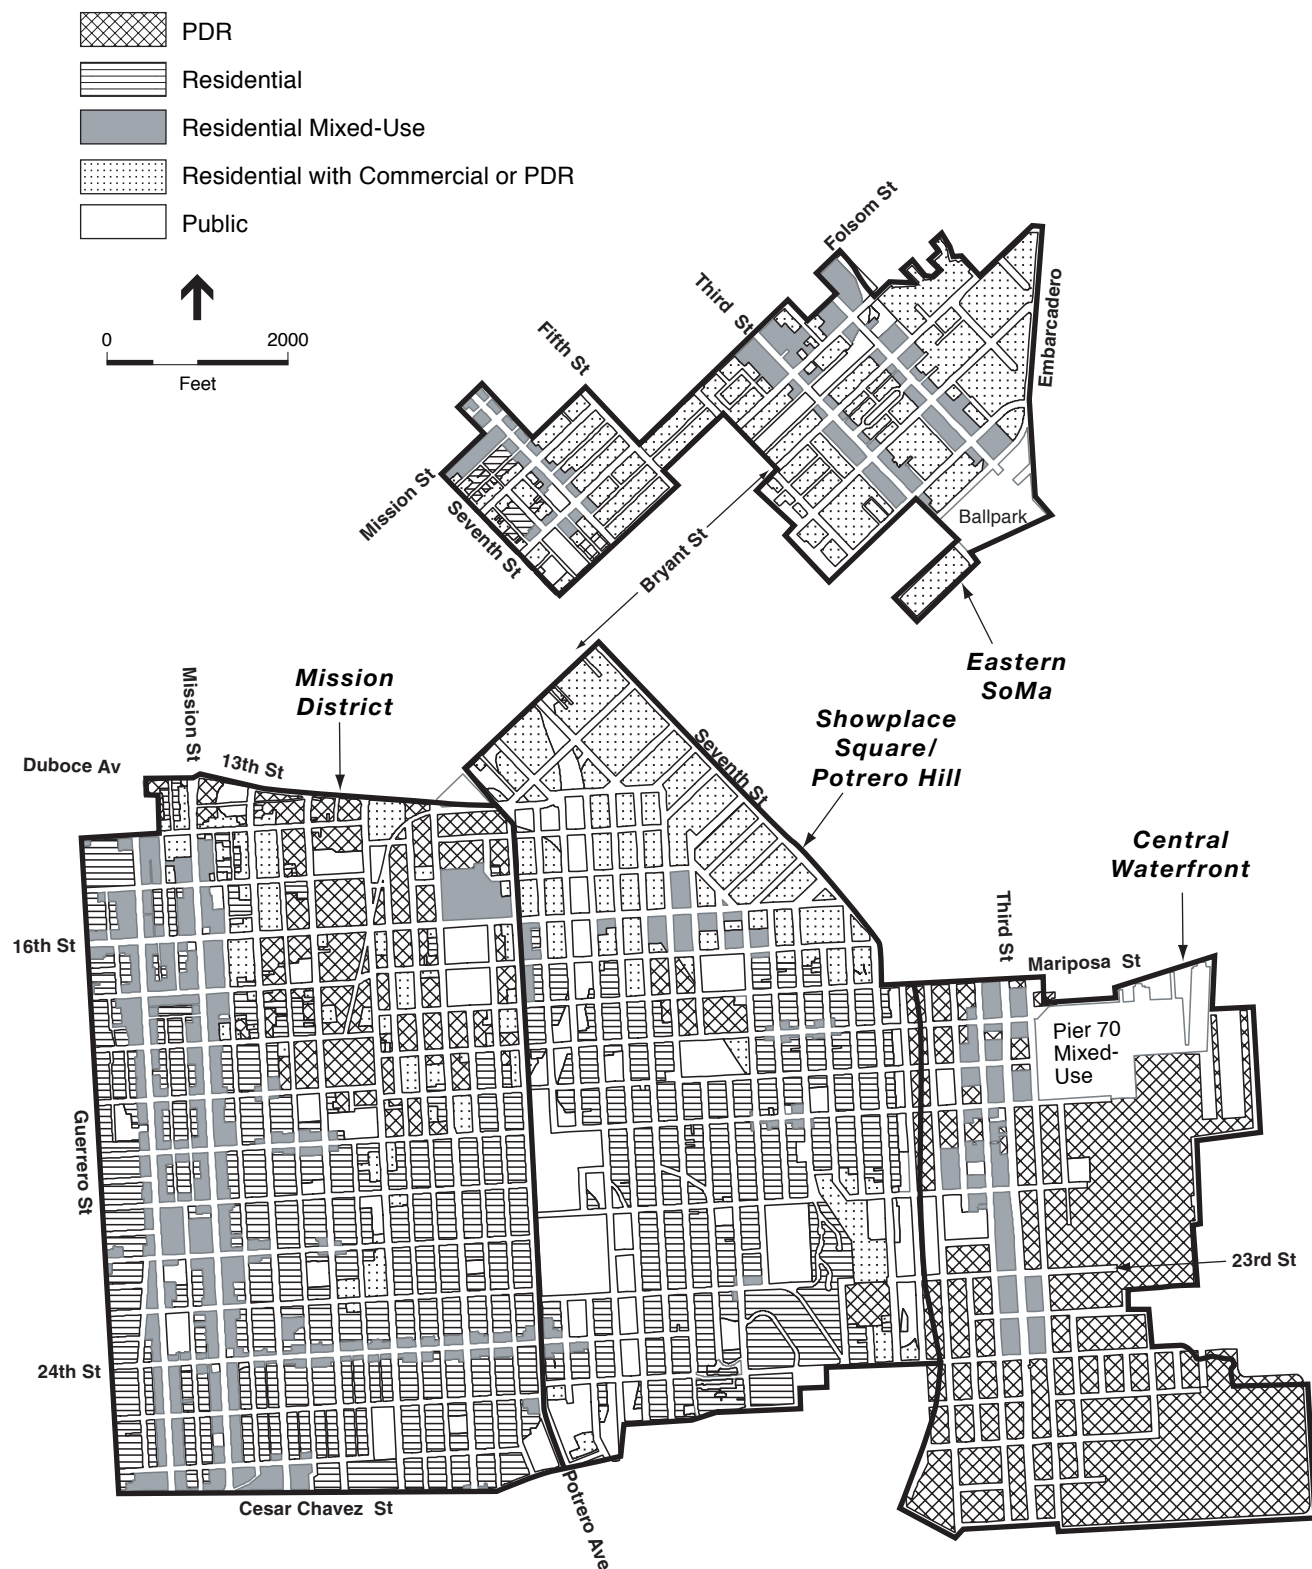 PDR
Residential
Residential Mixed-Use
Residential with Commercial or PDR
Public
0 2000
Feet
Folsom St
Third St
Fifth St
Embarcadero
Mission St
Seventh St
Ballpark
Bryant St
Eastern
SoMa
Mission
District
Mission St
Showplace
Square/
Potrero Hill
Seventh St
Duboce Av
13th St
Central
Waterfront
16th St
Third St
Mariposa St
Pier 70
Mixed-
Use
Guerrero St
23rd St
24th St
Cesar Chavez St
Potrero Ave